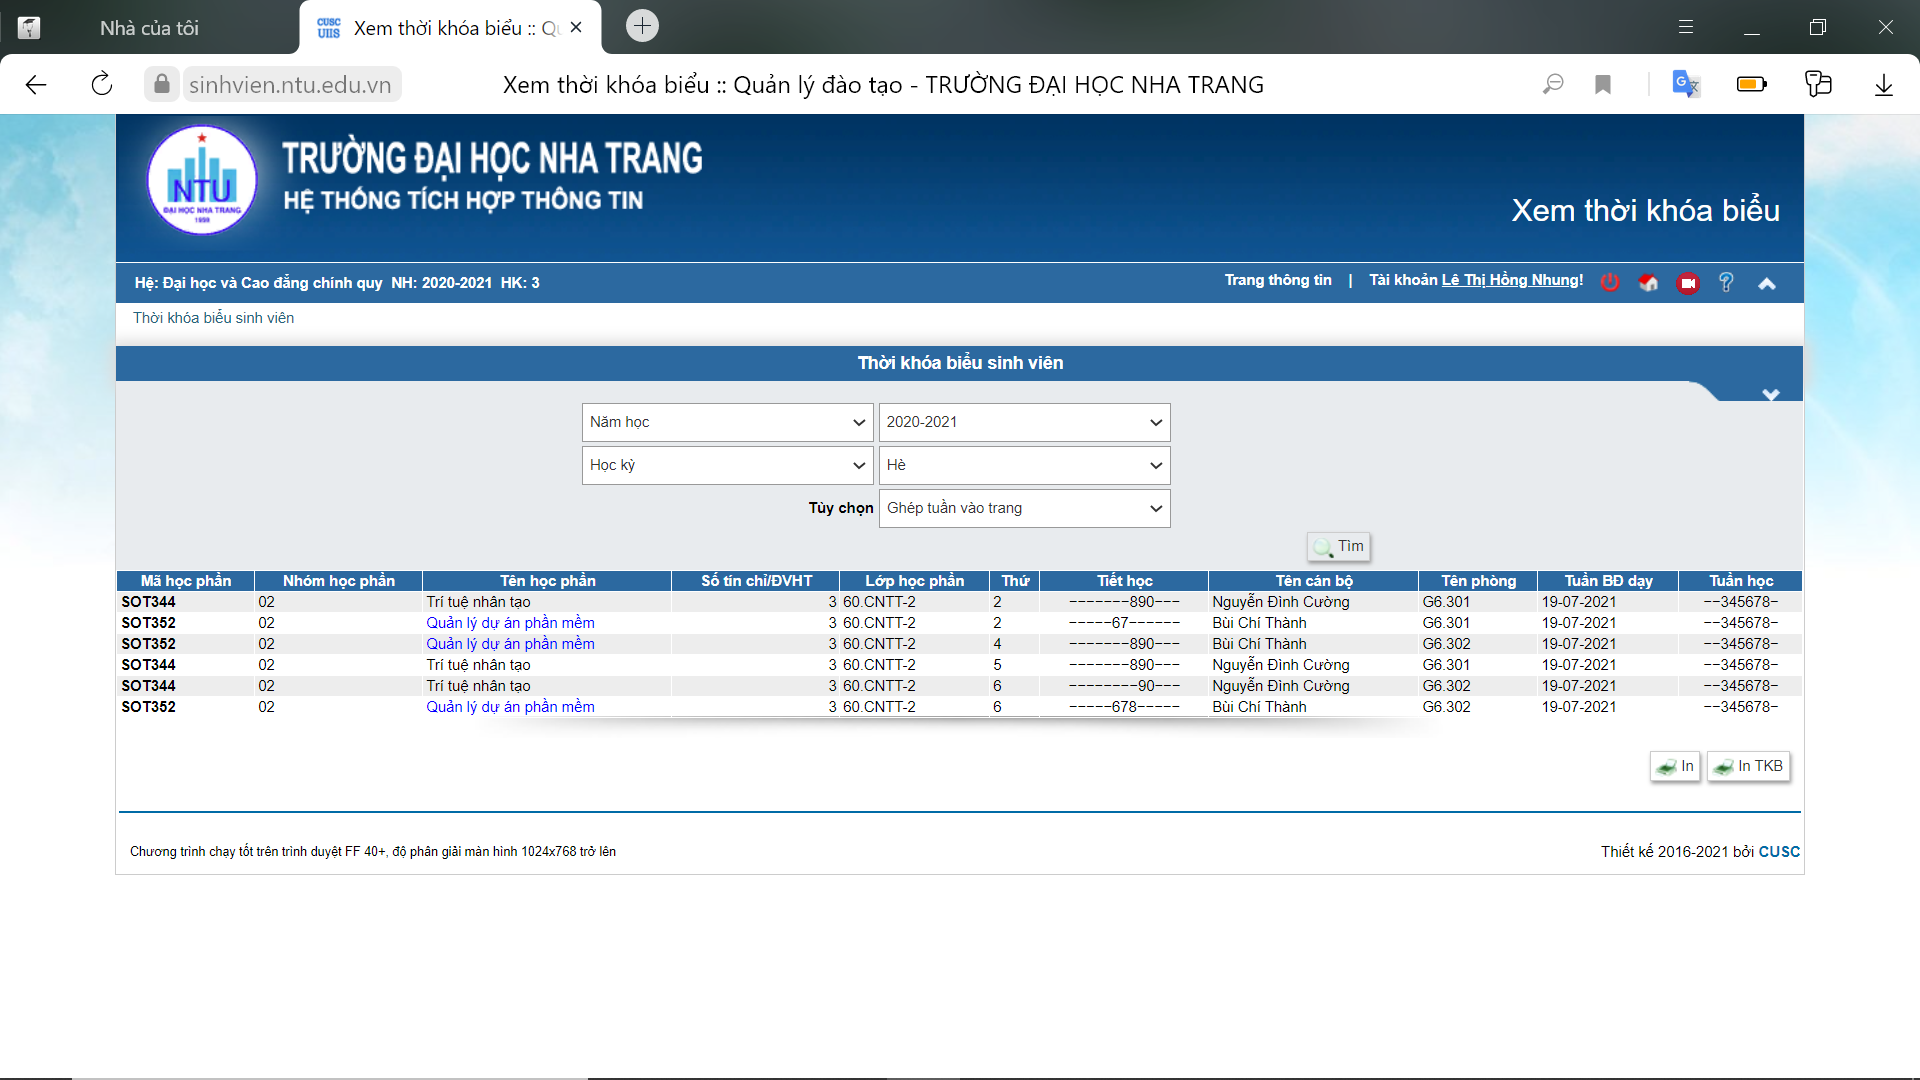 Nhà của tôi
CUSC UIIS Xem thời khóa biểu :: Qu
sinhvien.ntu.edu.vn Xem thời khóa biểu :: Quản lý đào tạo - TRƯỜNG ĐẠI HỌC NHA TRANG
NTU
ĐẠI HỌC NHA TRANG
1959
TRƯỜNG ĐẠI HỌC NHA TRANG
HỆ THỐNG TÍCH HỢP THÔNG TIN
Xem thời khóa biểu
Hệ: Đại học và Cao đẳng chính quy NH: 2020-2021 HK: 3 Trang thông tin | Tài khoản Lê Thị Hồng Nhung!
Thời khóa biểu sinh viên
Thời khóa biểu sinh viên
Năm học 2020-2021
Học kỳ Hè
Tùy chọn Ghép tuần vào trang
Tìm
Mã học phần Nhóm học phần Tên học phần Số tín chỉ/ĐVHT Lớp học phần Thứ Tiết học Tên cán bộ Tên phòng Tuần BĐ dạy Tuần học
SOT344 02 Trí tuệ nhân tạo 3 60.CNTT-2 2 -------890--- Nguyễn Đình Cường G6.301 19-07-2021 --345678-
SOT352 02 Quản lý dự án phần mềm 3 60.CNTT-2 2 -----67------ Bùi Chí Thành G6.301 19-07-2021 --345678-
SOT352 02 Quản lý dự án phần mềm 3 60.CNTT-2 4 -------890--- Bùi Chí Thành G6.302 19-07-2021 --345678-
SOT344 02 Trí tuệ nhân tạo 3 60.CNTT-2 5 -------890--- Nguyễn Đình Cường G6.301 19-07-2021 --345678-
SOT344 02 Trí tuệ nhân tạo 3 60.CNTT-2 6 --------90--- Nguyễn Đình Cường G6.302 19-07-2021 --345678-
SOT352 02 Quản lý dự án phần mềm 3 60.CNTT-2 6 -----678----- Bùi Chí Thành G6.302 19-07-2021 --345678-
In In TKB
Chương trình chạy tốt trên trình duyệt FF 40+, độ phân giải màn hình 1024x768 trở lên Thiết kế 2016-2021 bởi CUSC